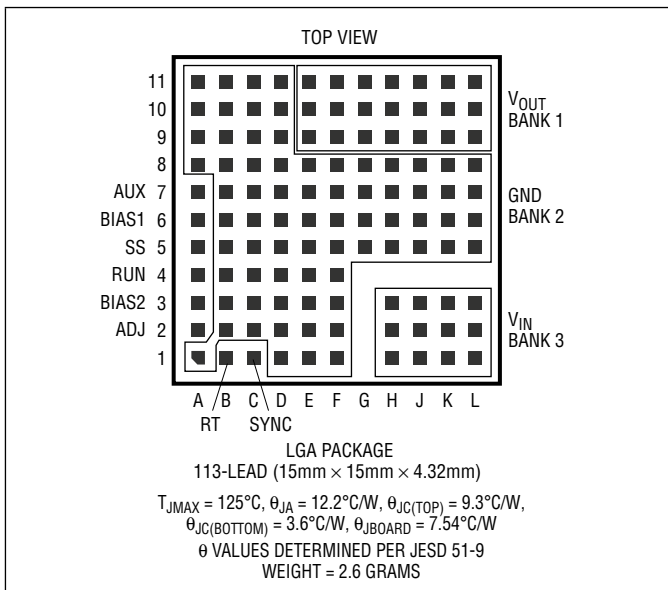 TOP VIEW
11
10
9
8
AUX 7
BIAS1 6
SS 5
RUN 4
BIAS2 3
ADJ 2
1
V_OUT
BANK 1
GND
BANK 2
V_IN
BANK 3
A B C D E F G H J K L
RT SYNC
LGA PACKAGE
113-LEAD (15mm × 15mm × 4.32mm)
T_JMAX = 125°C, θ_JA = 12.2°C/W, θ_JC(TOP) = 9.3°C/W,
θ_JC(BOTTOM) = 3.6°C/W, θ_JBOARD = 7.54°C/W
θ VALUES DETERMINED PER JESD 51-9
WEIGHT = 2.6 GRAMS